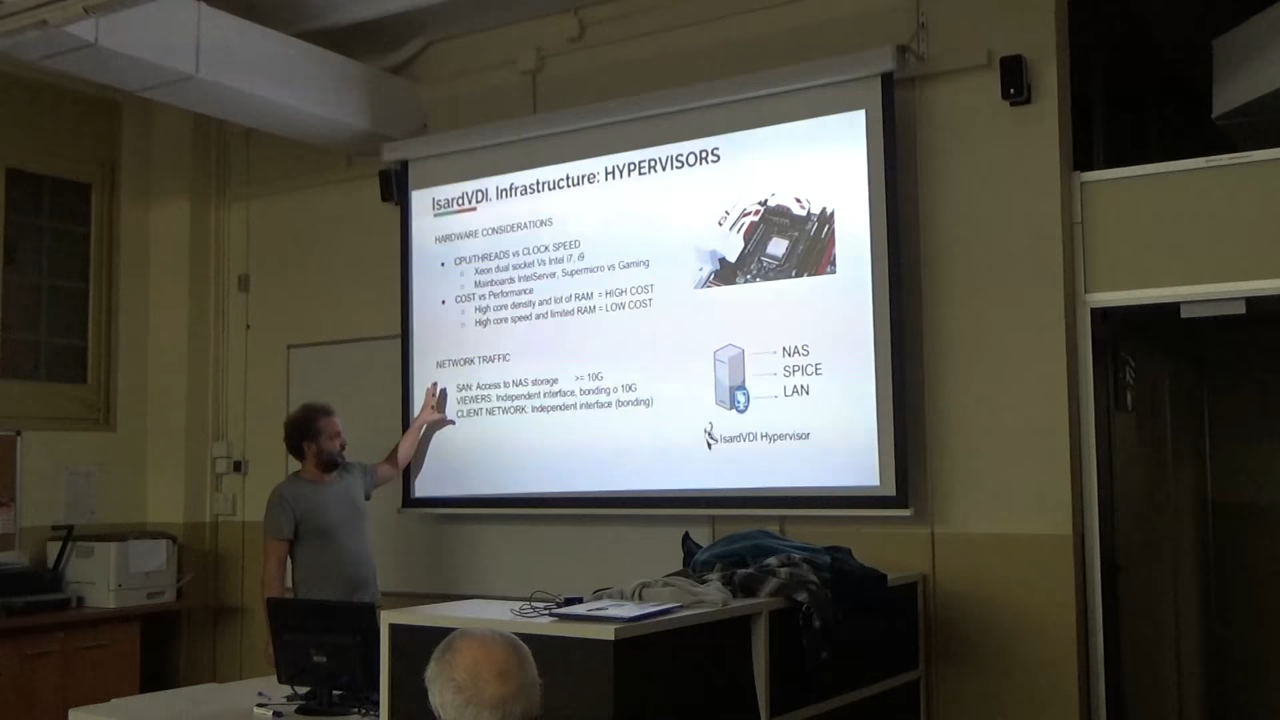 IsardVDI. Infrastructure: HYPERVISORS
HARDWARE CONSIDERATIONS
CPU/THREADS vs CLOCK SPEED
Xeon dual socket Vs Intel i7, i9
Mainboards IntelServer, Supermicro vs Gaming
COST vs Performance
High core density and lot of RAM = HIGH COST
High core speed and limited RAM = LOW COST
NETWORK TRAFFIC
SAN: Access to NAS storage >= 10G
VIEWERS: Independent interface, bonding o 10G
CLIENT NETWORK: Independent interface (bonding)
NAS
SPICE
LAN
IsardVDI Hypervisor